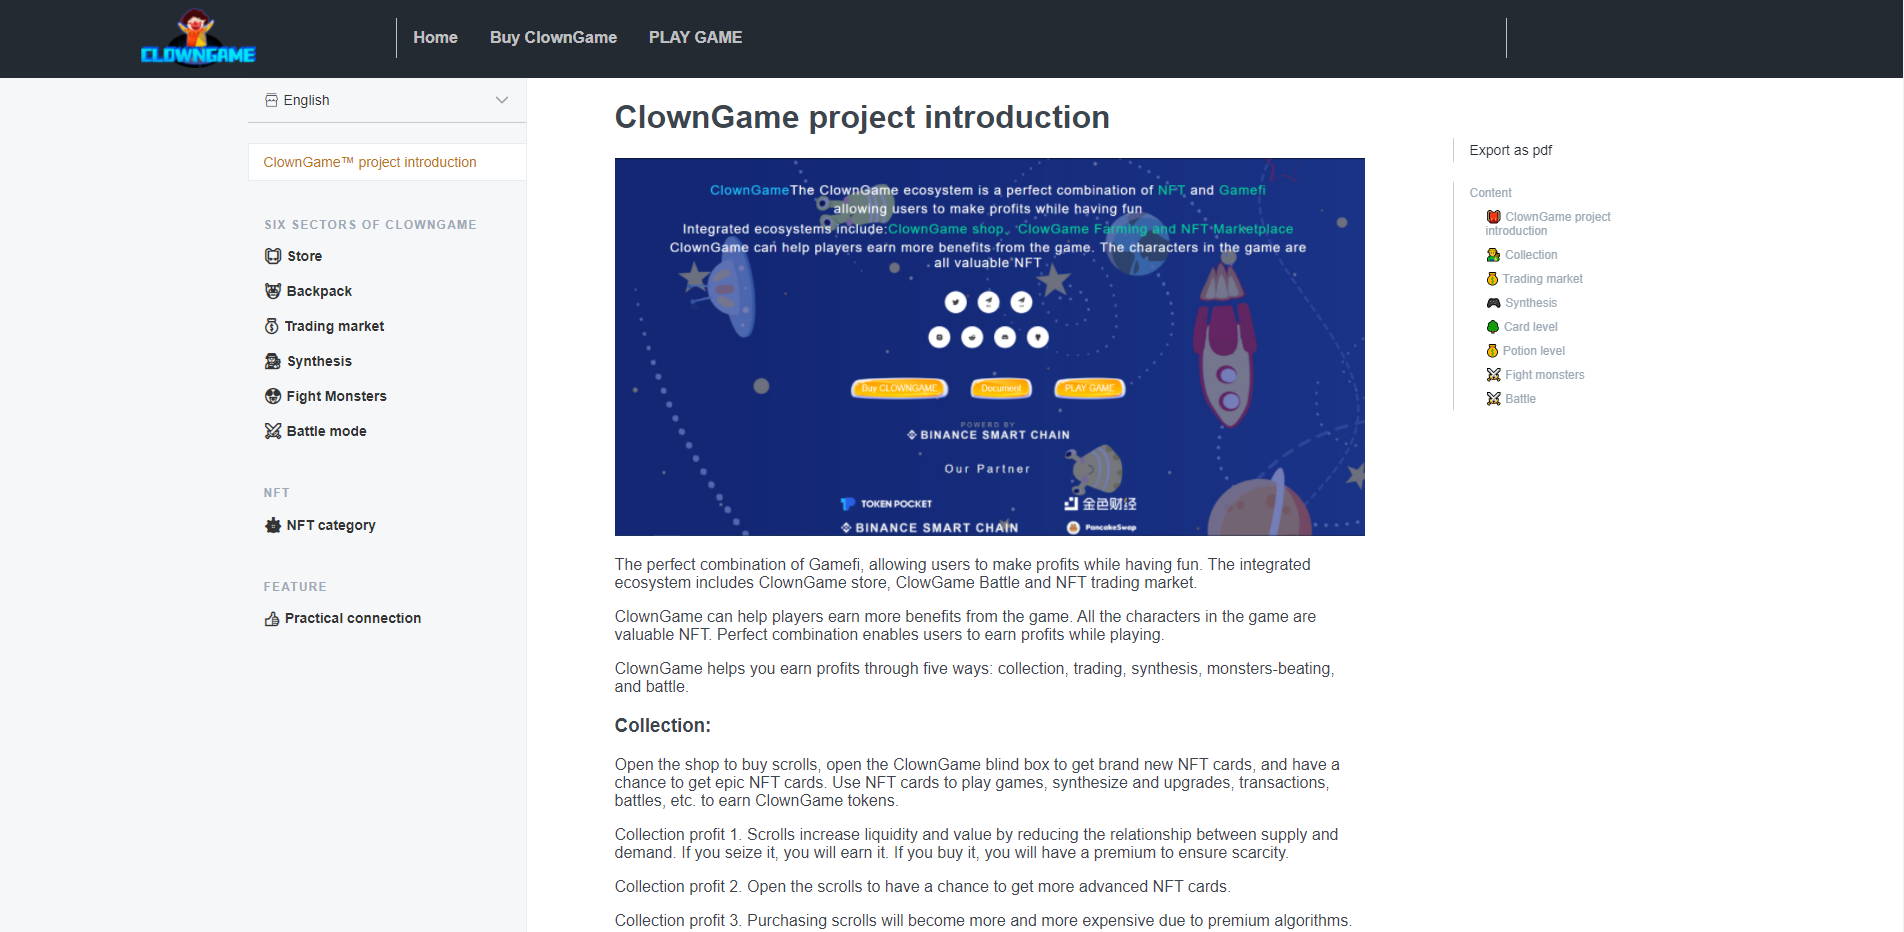 CLOWNGAME
Home
Buy ClownGame
PLAY GAME
English
ClownGame™ project introduction
SIX SECTORS OF CLOWNGAME
Store
Backpack
Trading market
Synthesis
Fight Monsters
Battle mode
NFT
NFT category
FEATURE
Practical connection
ClownGame project introduction
ClownGameThe ClownGame ecosystem is a perfect combination of NFT and Gamefi
allowing users to make profits while having fun
Integrated ecosystems include:ClownGame shop、ClowGame Farming and NFT Marketplace
ClownGame can help players earn more benefits from the game. The characters in the game are
all valuable NFT
Buy CLOWNGAME
Document
PLAY GAME
POWERD BY
BINANCE SMART CHAIN
Our Partner
TOKEN POCKET
金色财经
BINANCE SMART CHAIN
PancakeSwap
The perfect combination of Gamefi, allowing users to make profits while having fun. The integrated
ecosystem includes ClownGame store, ClowGame Battle and NFT trading market.
ClownGame can help players earn more benefits from the game. All the characters in the game are
valuable NFT. Perfect combination enables users to earn profits while playing.
ClownGame helps you earn profits through five ways: collection, trading, synthesis, monsters-beating,
and battle.
Collection:
Open the shop to buy scrolls, open the ClownGame blind box to get brand new NFT cards, and have a
chance to get epic NFT cards. Use NFT cards to play games, synthesize and upgrades, transactions,
battles, etc. to earn ClownGame tokens.
Collection profit 1. Scrolls increase liquidity and value by reducing the relationship between supply and
demand. If you seize it, you will earn it. If you buy it, you will have a premium to ensure scarcity.
Collection profit 2. Open the scrolls to have a chance to get more advanced NFT cards.
Collection profit 3. Purchasing scrolls will become more and more expensive due to premium algorithms.
Export as pdf
Content
ClownGame project
introduction
Collection
Trading market
Synthesis
Card level
Potion level
Fight monsters
Battle